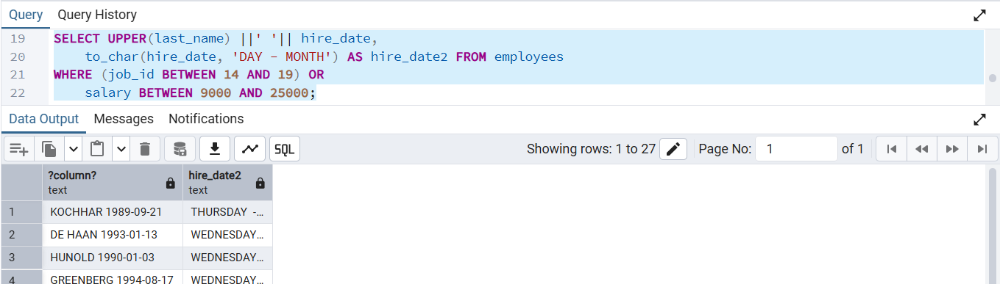 Query Query History
19 SELECT UPPER(last_name) ||' '|| hire_date,
20 to_char(hire_date, 'DAY - MONTH') AS hire_date2 FROM employees
21 WHERE (job_id BETWEEN 14 AND 19) OR
22 salary BETWEEN 9000 AND 25000;
Data Output Messages Notifications
SQL Showing rows: 1 to 27 Page No: 1 of 1
?column? hire_date2
text text
1 KOCHHAR 1989-09-21 THURSDAY -...
2 DE HAAN 1993-01-13 WEDNESDAY...
3 HUNOLD 1990-01-03 WEDNESDAY...
4 GREENBERG 1994-08-17 WEDNESDAY...